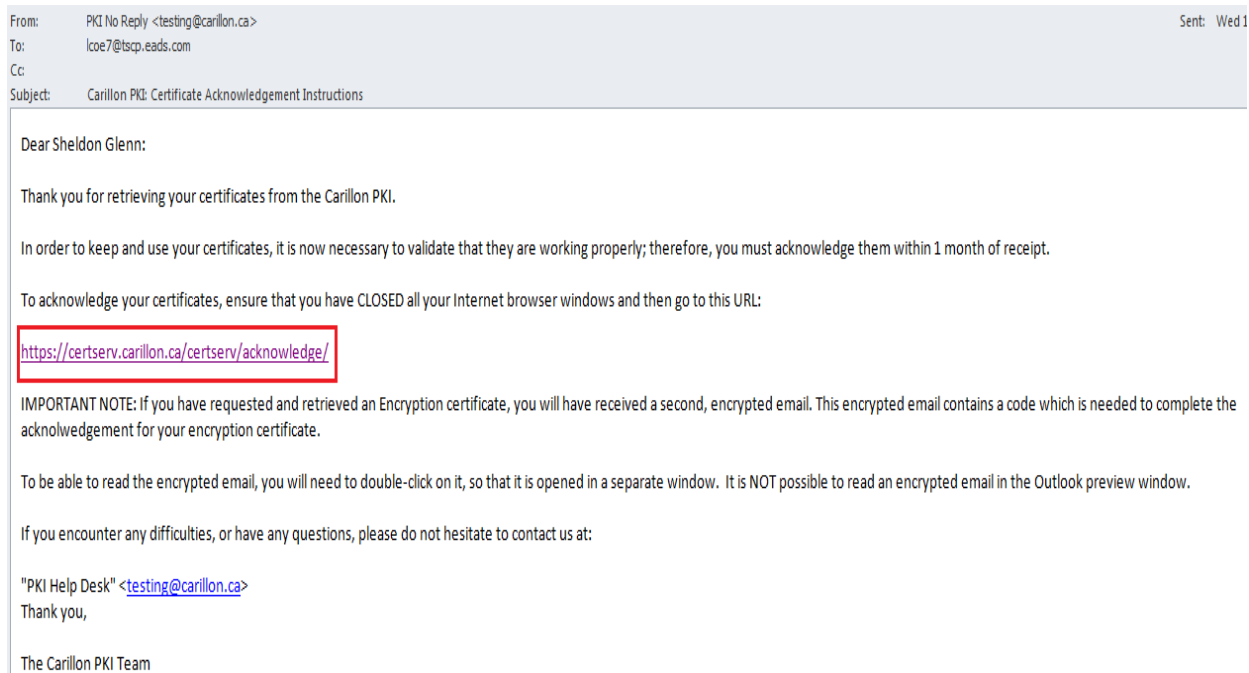 From: PKI No Reply <testing@carillon.ca> Sent: Wed 1
To: lcoe7@tscp.eads.com
Cc:
Subject: Carillon PKI: Certificate Acknowledgement Instructions
Dear Sheldon Glenn:
Thank you for retrieving your certificates from the Carillon PKI.
In order to keep and use your certificates, it is now necessary to validate that they are working properly; therefore, you must acknowledge them within 1 month of receipt.
To acknowledge your certificates, ensure that you have CLOSED all your Internet browser windows and then go to this URL:
https://certserv.carillon.ca/certserv/acknowledge/
IMPORTANT NOTE: If you have requested and retrieved an Encryption certificate, you will have received a second, encrypted email. This encrypted email contains a code which is needed to complete the
acknolwedgement for your encryption certificate.
To be able to read the encrypted email, you will need to double-click on it, so that it is opened in a separate window. It is NOT possible to read an encrypted email in the Outlook preview window.
If you encounter any difficulties, or have any questions, please do not hesitate to contact us at:
"PKI Help Desk" <testing@carillon.ca>
Thank you,
The Carillon PKI Team